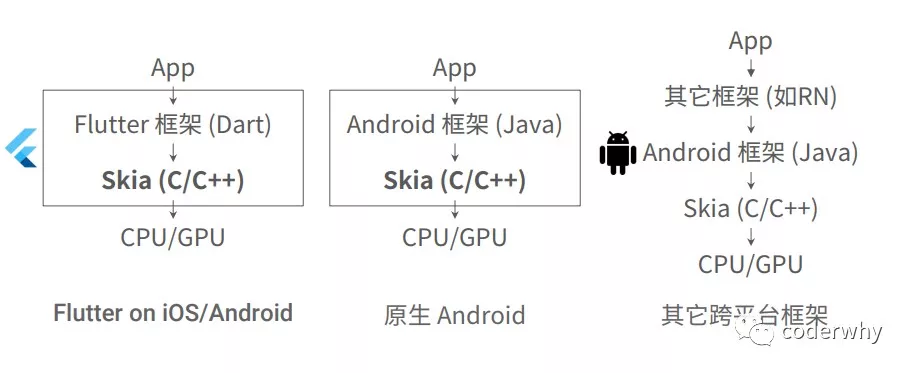 App
Flutter 框架 (Dart)
Skia (C/C++)
CPU/GPU
Flutter on iOS/Android
App
Android 框架 (Java)
Skia (C/C++)
CPU/GPU
原生 Android
App
其它框架 (如RN)
Android 框架 (Java)
Skia (C/C++)
CPU/GPU
其它跨平台框架
coderwhy